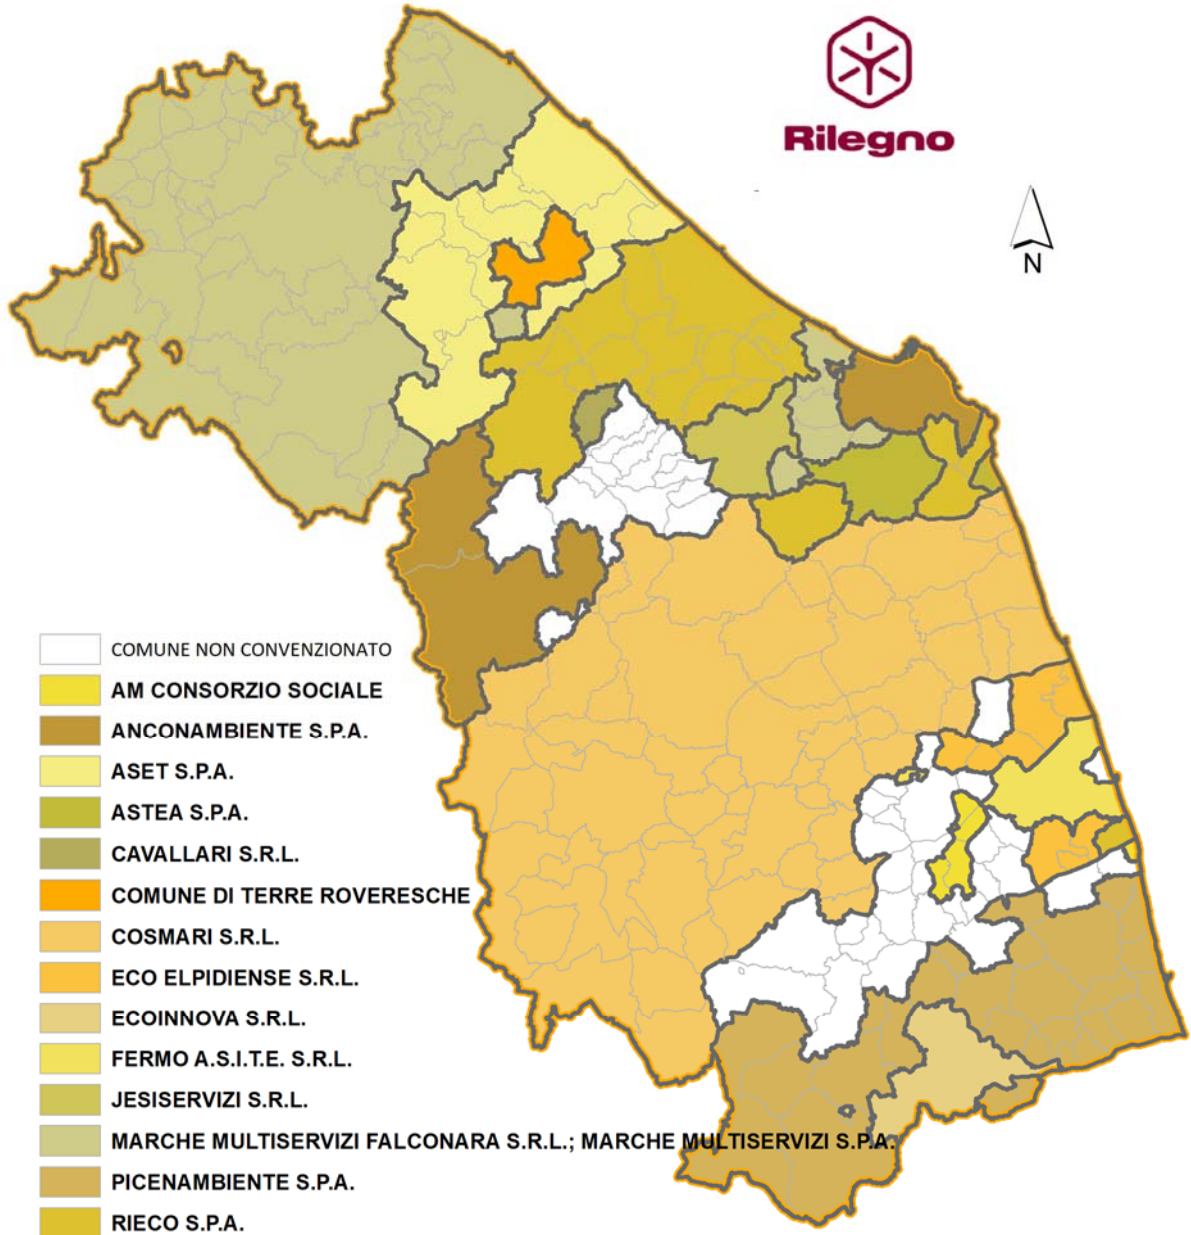 Rilegno
N
COMUNE NON CONVENZIONATO
AM CONSORZIO SOCIALE
ANCONAMBIENTE S.P.A.
ASET S.P.A.
ASTEA S.P.A.
CAVALLARI S.R.L.
COMUNE DI TERRE ROVERESCHE
COSMARI S.R.L.
ECO ELPIDIENSE S.R.L.
ECOINNOVA S.R.L.
FERMO A.S.I.T.E. S.R.L.
JESISERVIZI S.R.L.
MARCHE MULTISERVIZI FALCONARA S.R.L.; MARCHE MULTISERVIZI S.P.A.
PICENAMBIENTE S.P.A.
RIECO S.P.A.